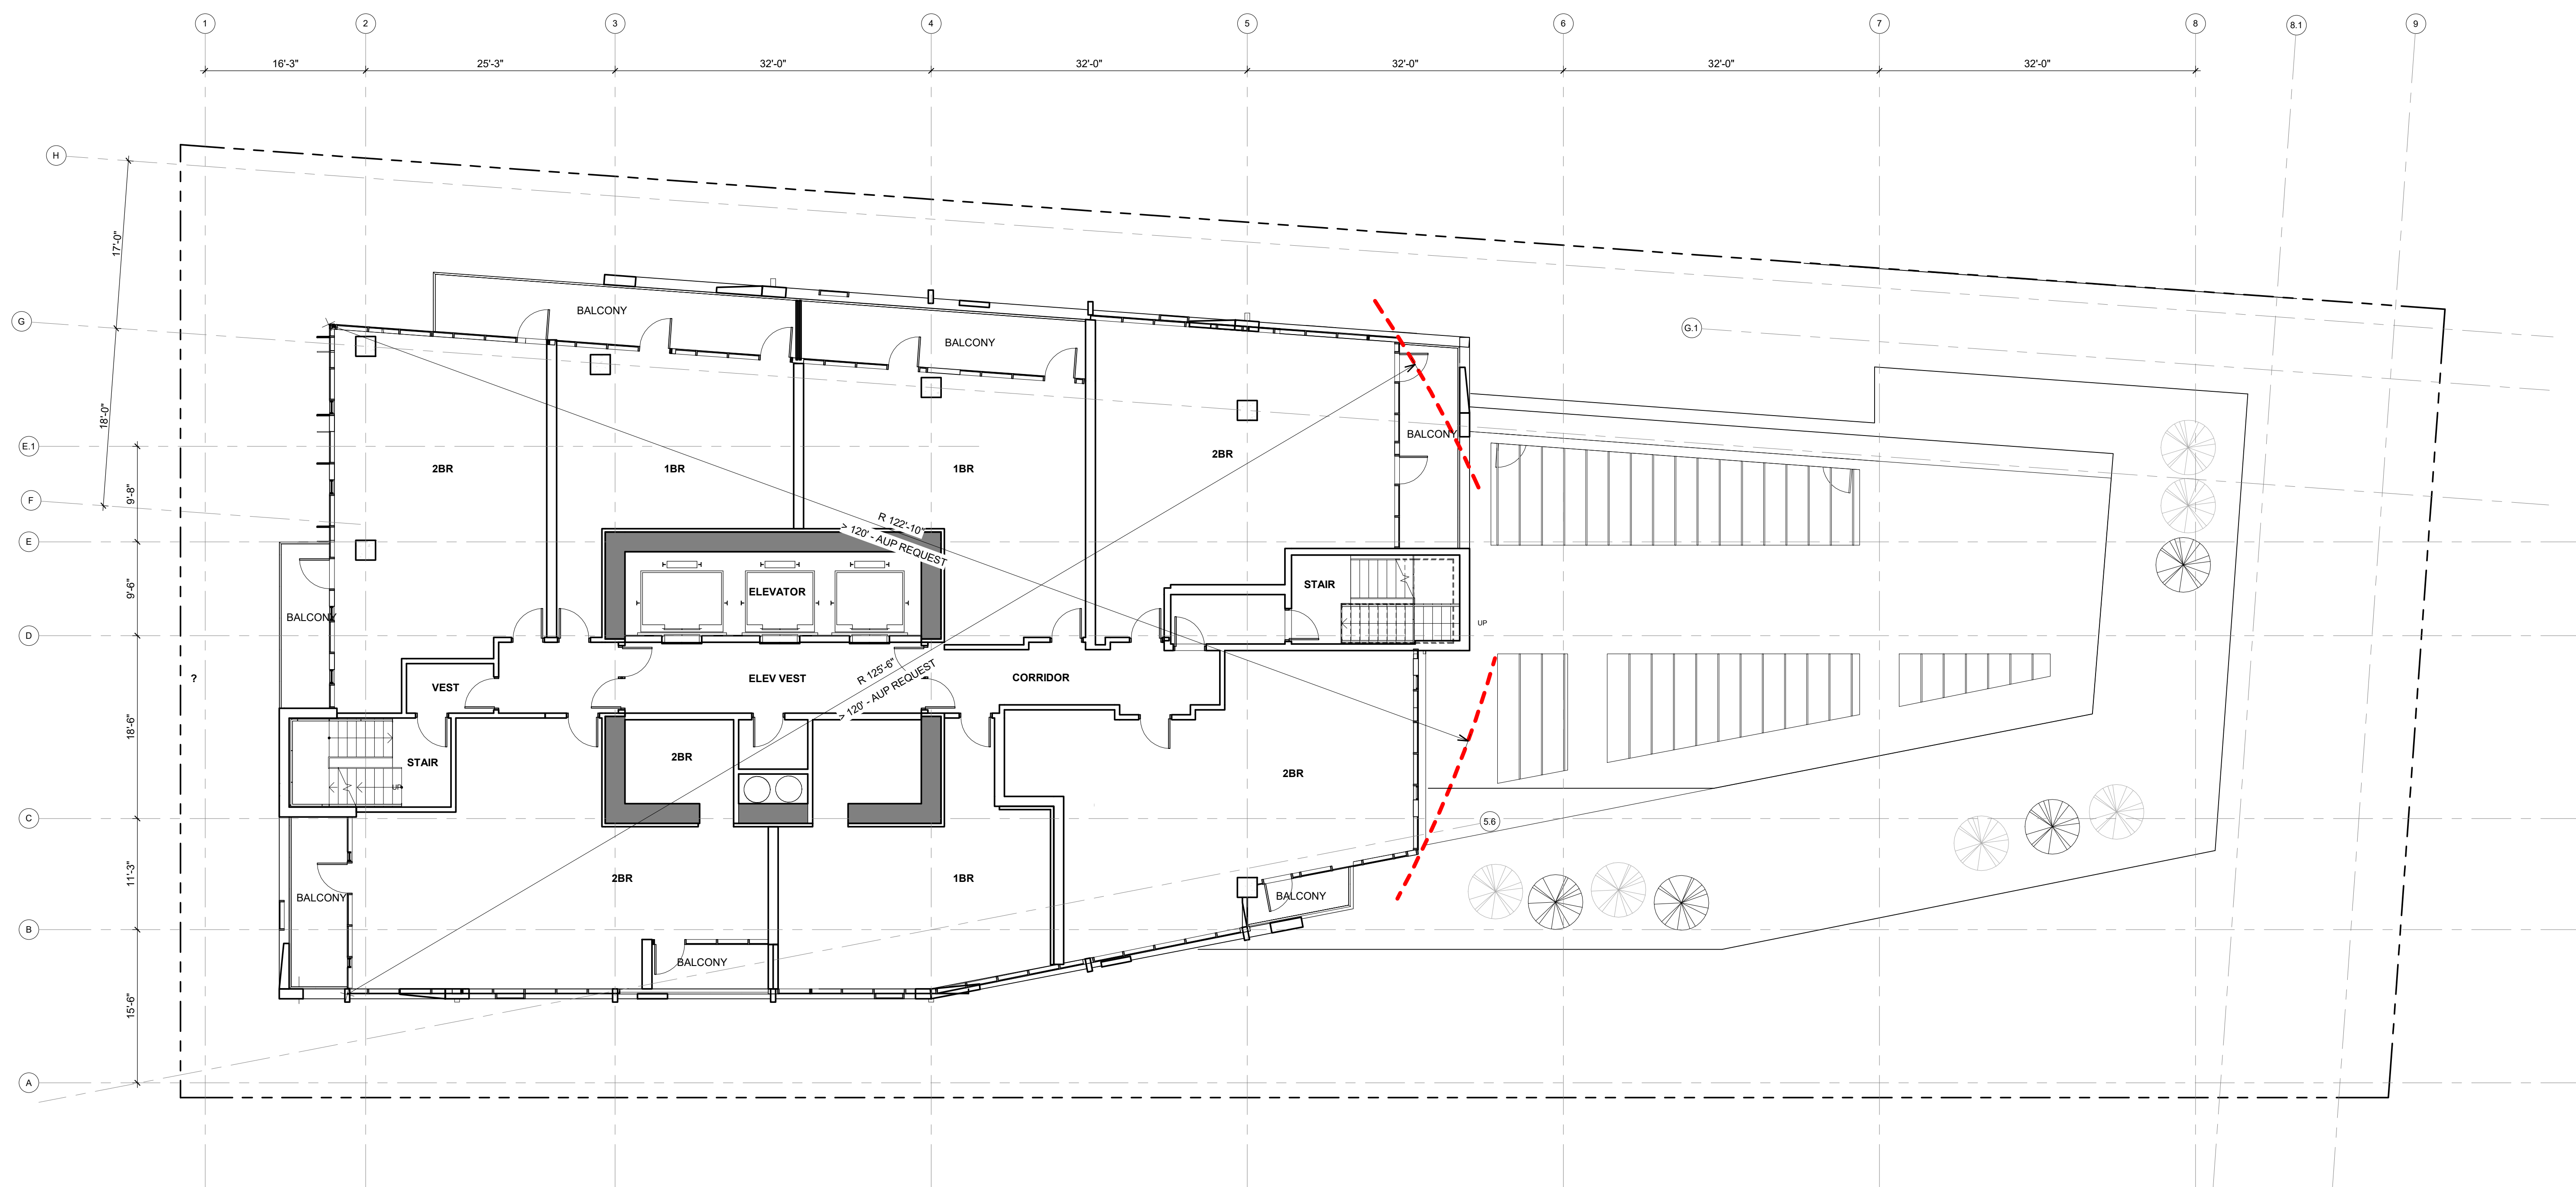 1 2 3 4 5 6 7 8 8.1 9
16'-3" 25'-3" 32'-0" 32'-0" 32'-0" 32'-0" 32'-0"
H
17'-0"
G
G.1
BALCONY
BALCONY
18'-0"
BALCONY
E.1
2BR 1BR 1BR 2BR
9'-8"
F
R 122'-10"
> 120' - AUP REQUEST
E
9'-6"
ELEVATOR
STAIR
BALCONY
UP
D
R 125'-6"
> 120' - AUP REQUEST
?
VEST
ELEV VEST
CORRIDOR
18'-6"
STAIR
2BR
2BR
UP
C
5.6
11'-3"
2BR
1BR
BALCONY
BALCONY
B
BALCONY
15'-6"
A